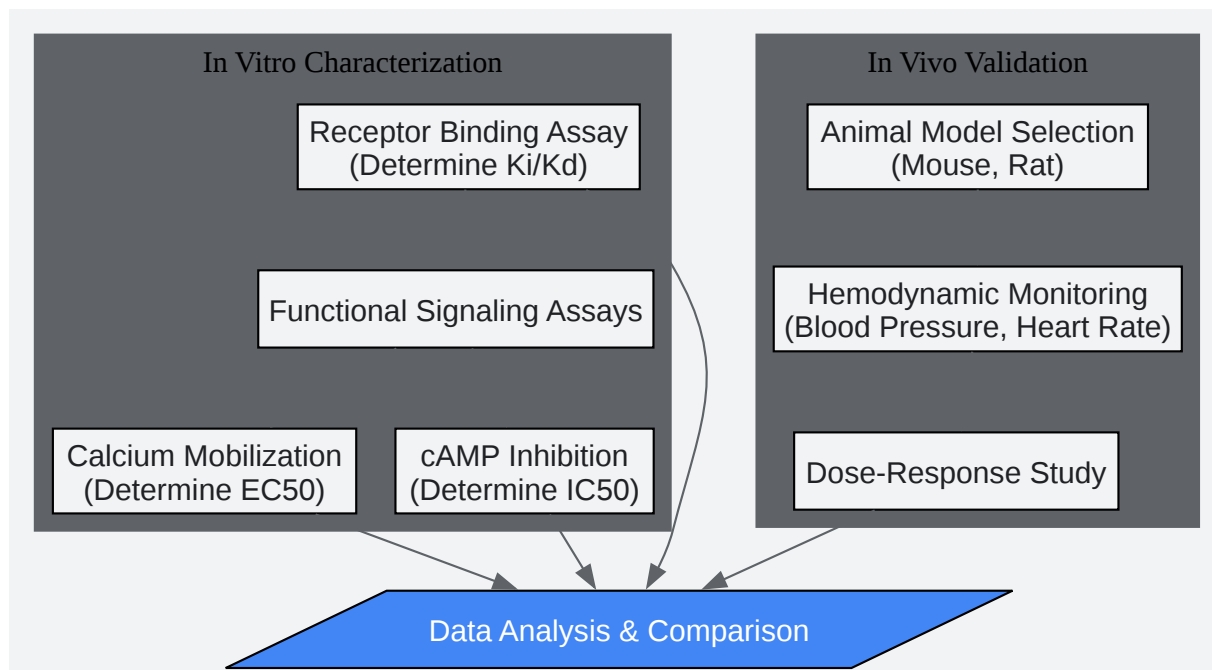 In Vitro Characterization
Receptor Binding Assay
(Determine Ki/Kd)
Functional Signaling Assays
Calcium Mobilization
(Determine EC50)
cAMP Inhibition
(Determine IC50)
In Vivo Validation
Animal Model Selection
(Mouse, Rat)
Hemodynamic Monitoring
(Blood Pressure, Heart Rate)
Dose-Response Study
Data Analysis & Comparison